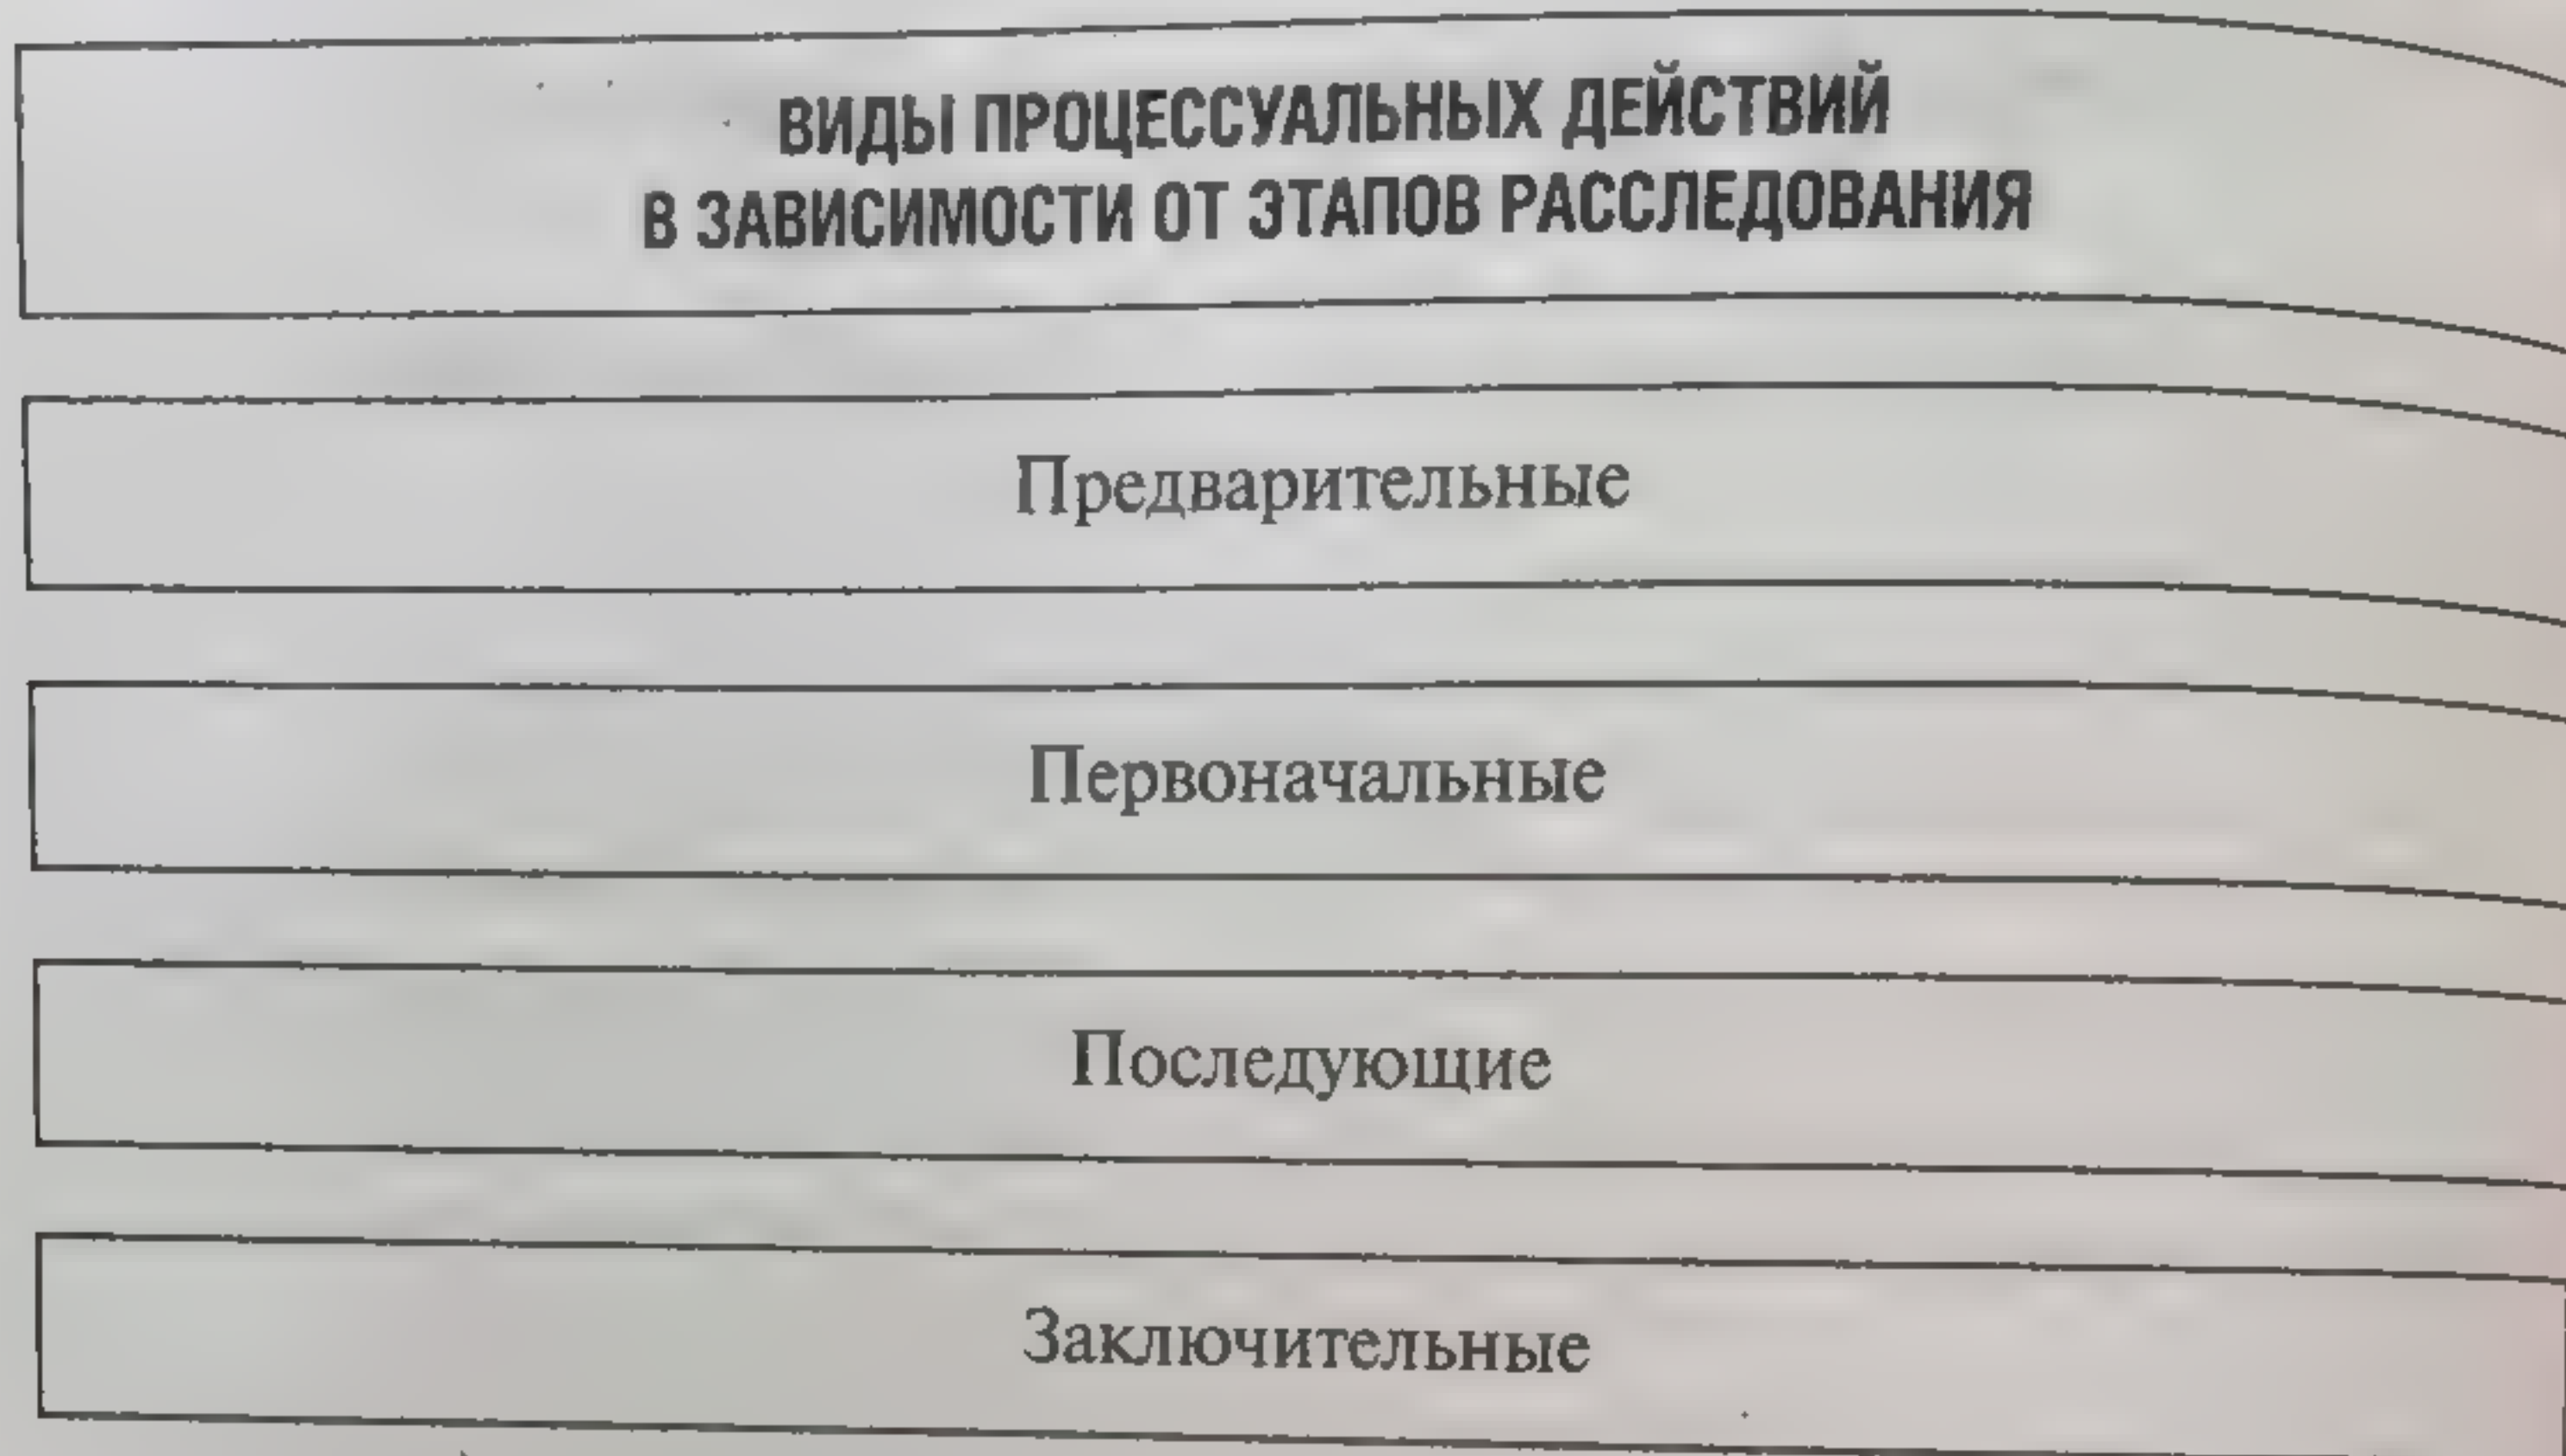 ВИДЫ ПРОЦЕССУАЛЬНЫХ ДЕЙСТВИЙ
В ЗАВИСИМОСТИ ОТ ЭТАПОВ РАССЛЕДОВАНИЯ
Предварительные
Первоначальные
Последующие
Заключительные